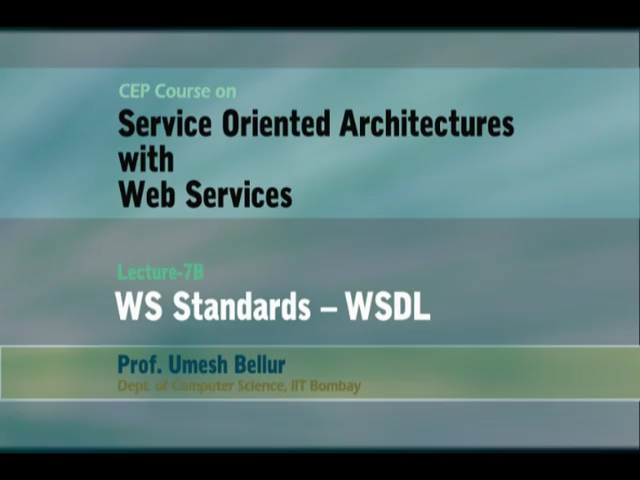 CEP Course on
Service Oriented Architectures
with
Web Services
Lecture-7B
WS Standards – WSDL
Prof. Umesh Bellur
Dept. of Computer Science, IIT Bombay